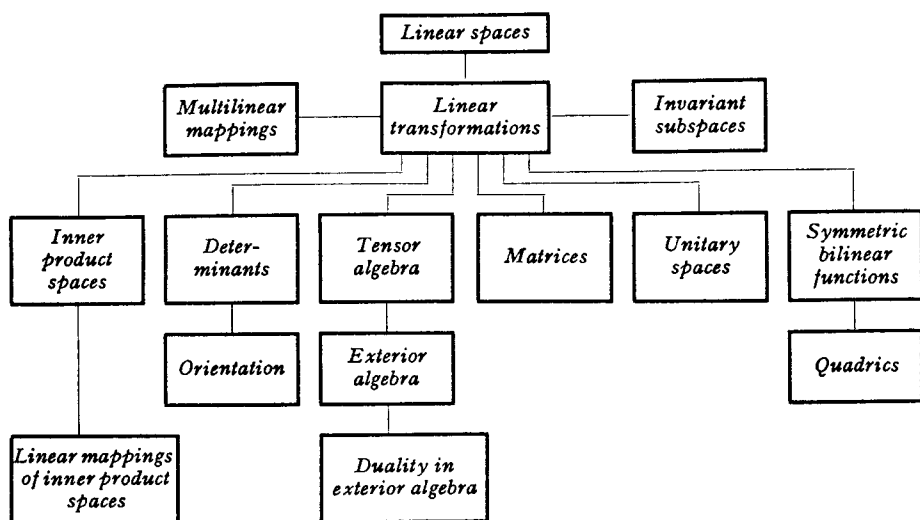 Linear spaces
Multilinear
mappings
Linear
transformations
Invariant
subspaces
Inner
product
spaces
Deter-
minants
Tensor
algebra
Matrices
Unitary
spaces
Symmetric
bilinear
functions
Orientation
Exterior
algebra
Quadrics
Linear mappings
of inner product
spaces
Duality in
exterior algebra